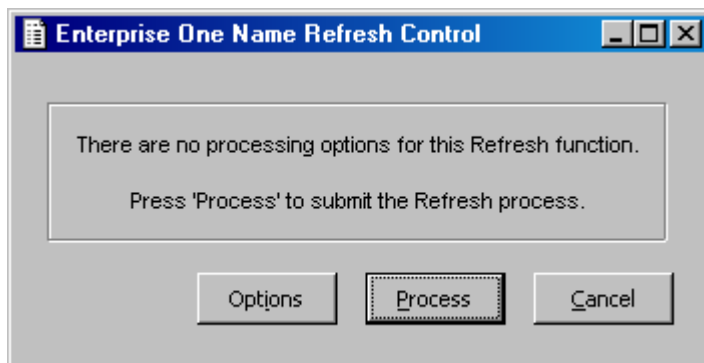 Enterprise One Name Refresh Control
There are no processing options for this Refresh function.
Press 'Process' to submit the Refresh process.
Options
Process
Cancel